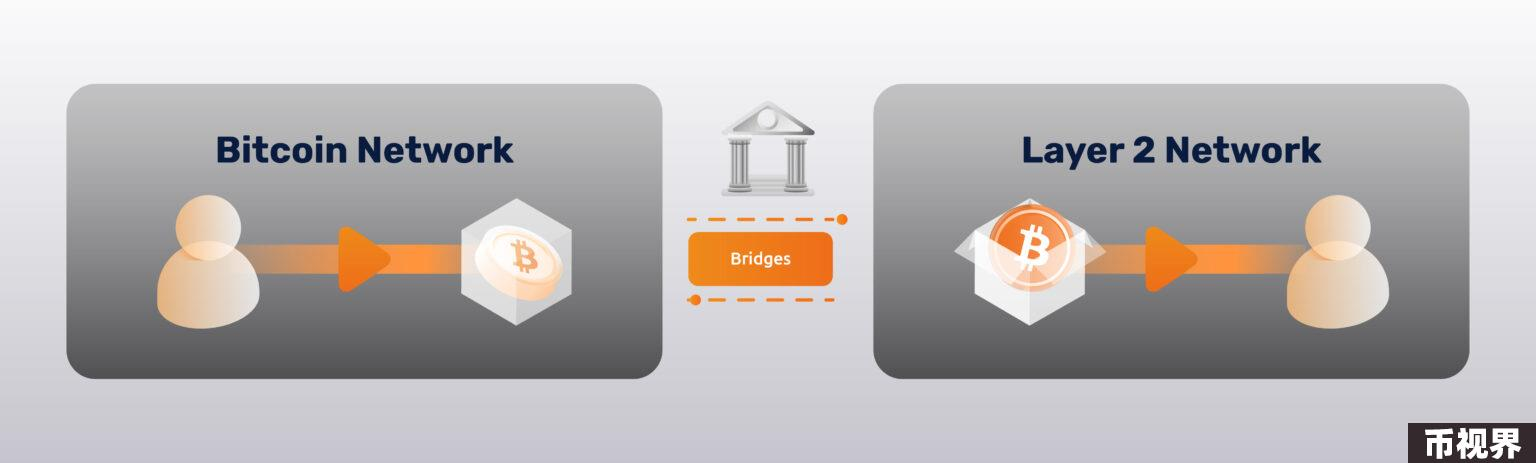 Bitcoin Network
Bridges
Layer 2 Network
币视界